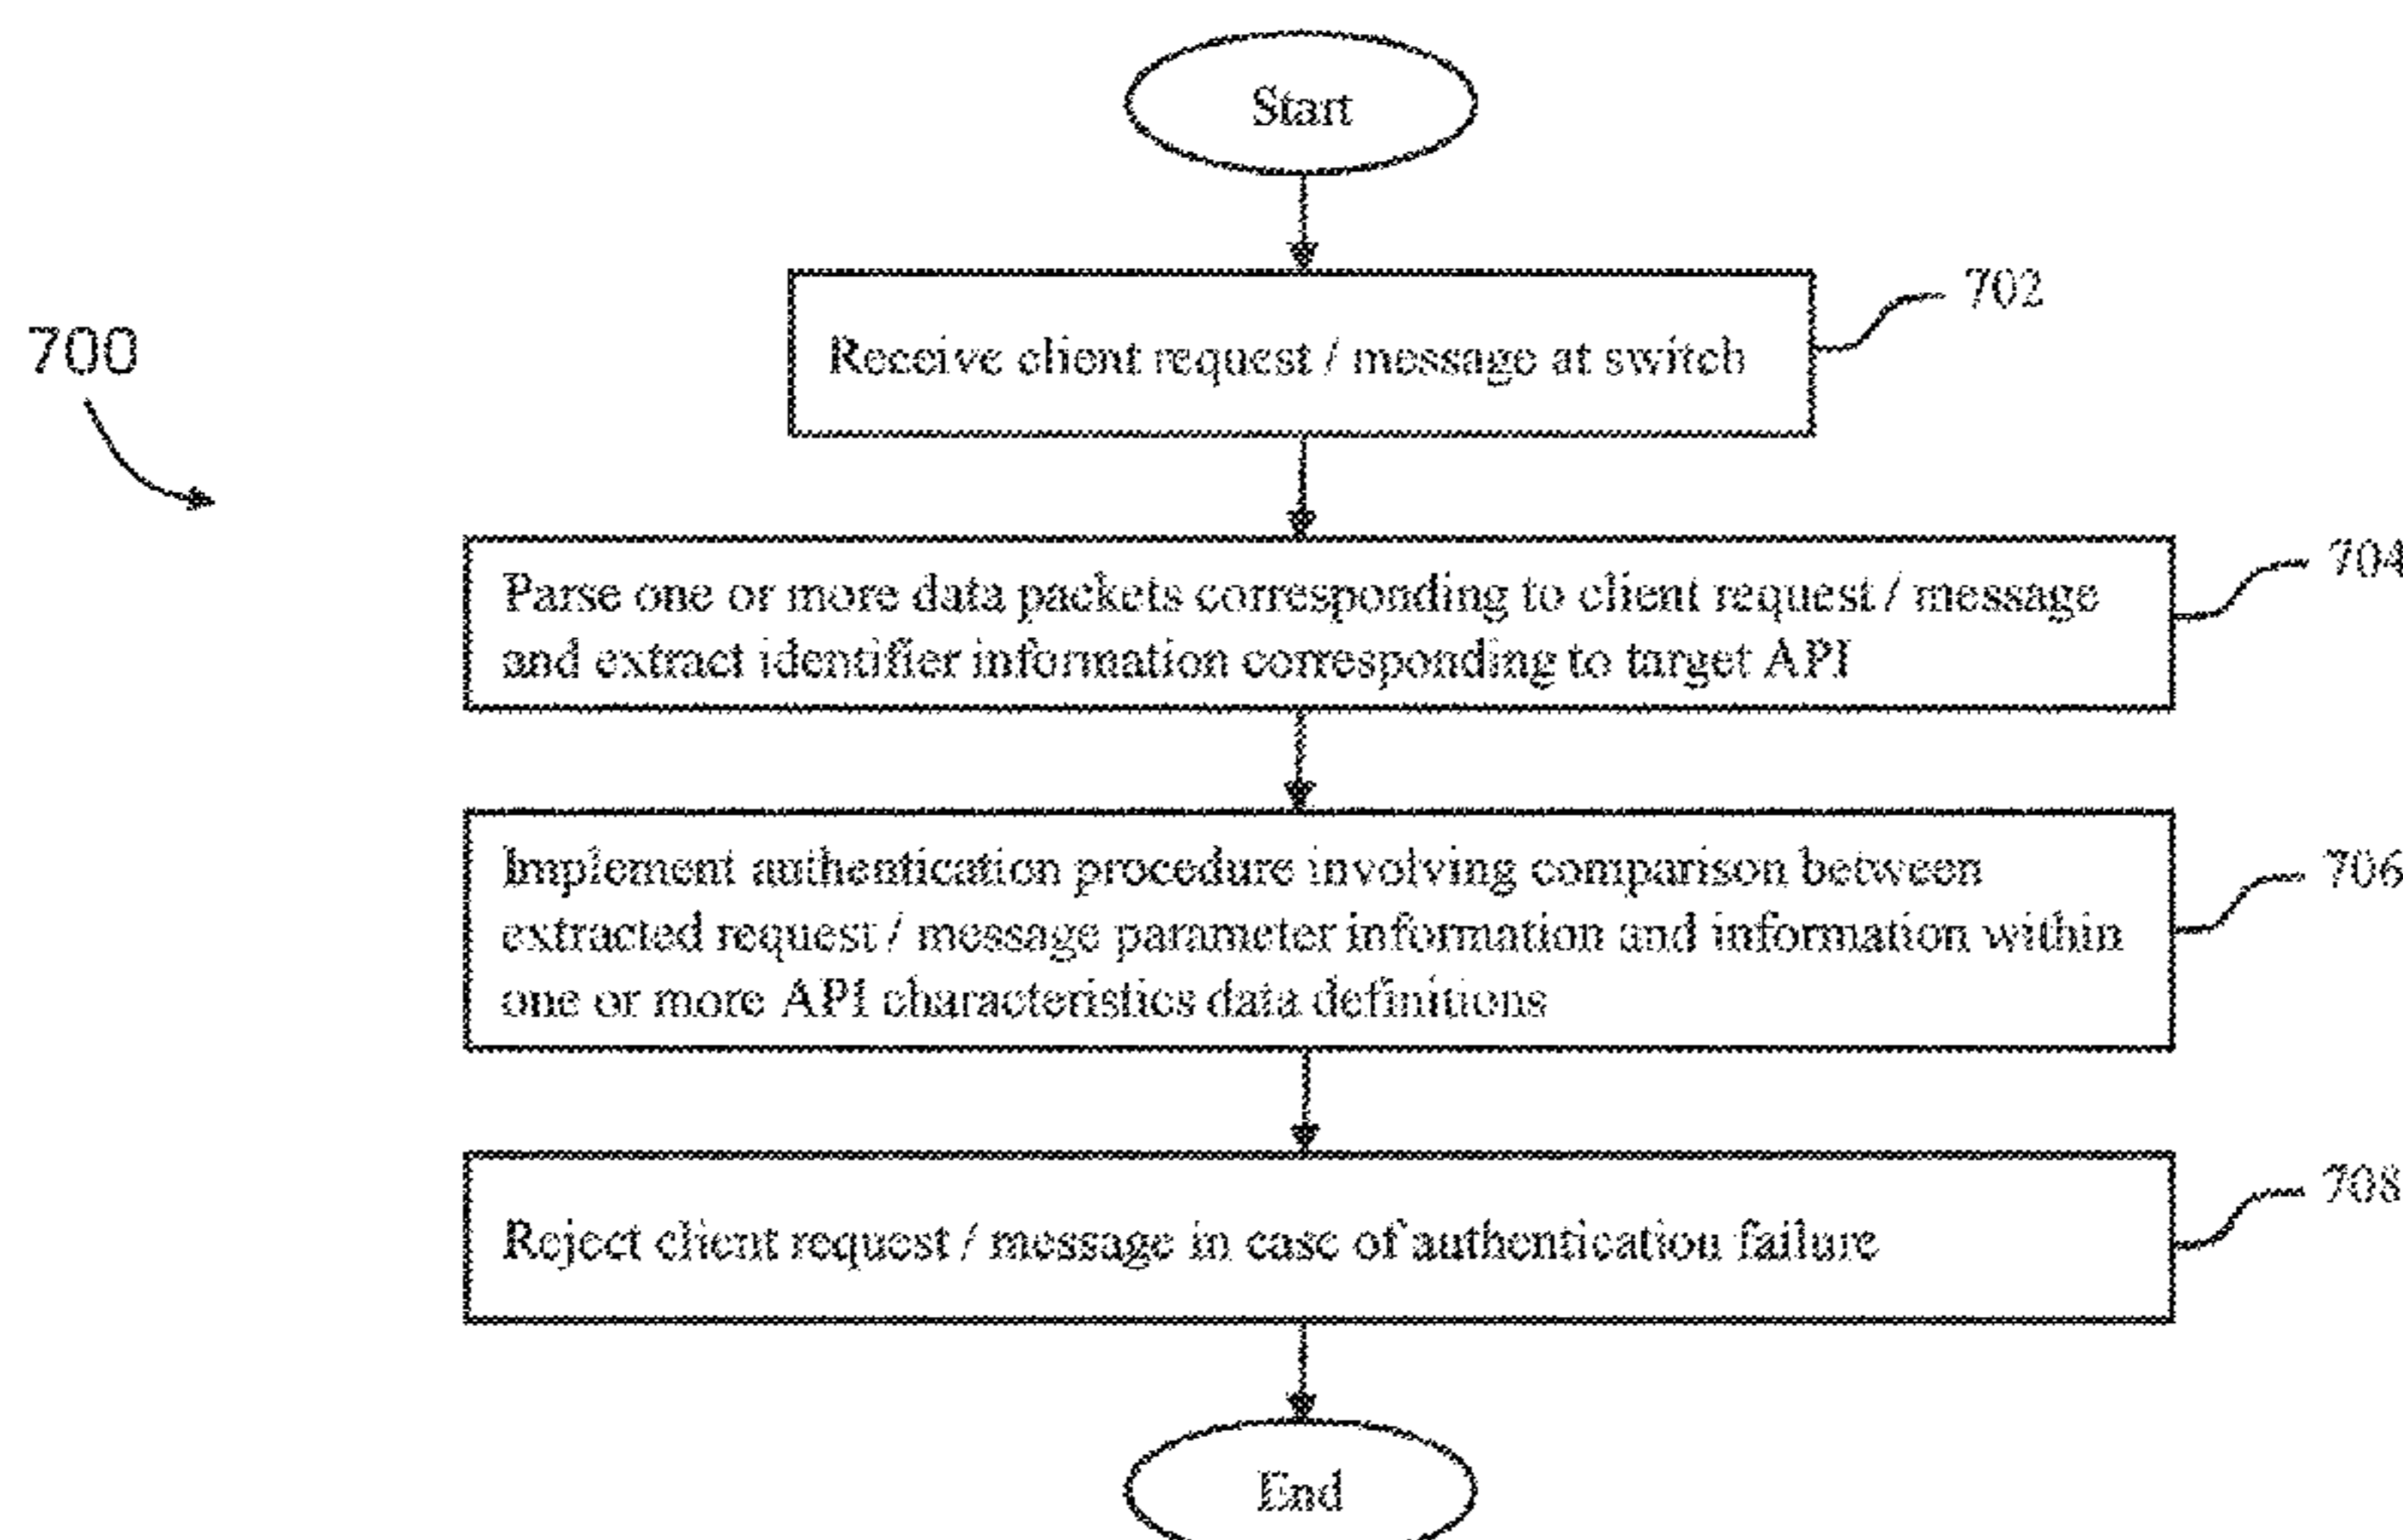 Start
Receive client request / message at switch
702
700
Parse one or more data packets corresponding to client request / message
and extract identifier information corresponding to target API
704
Implement authentication procedure involving comparison between
extracted request / message parameter information and information within
one or more API characteristics data definitions
706
Reject client request / message in case of authentication failure
708
End